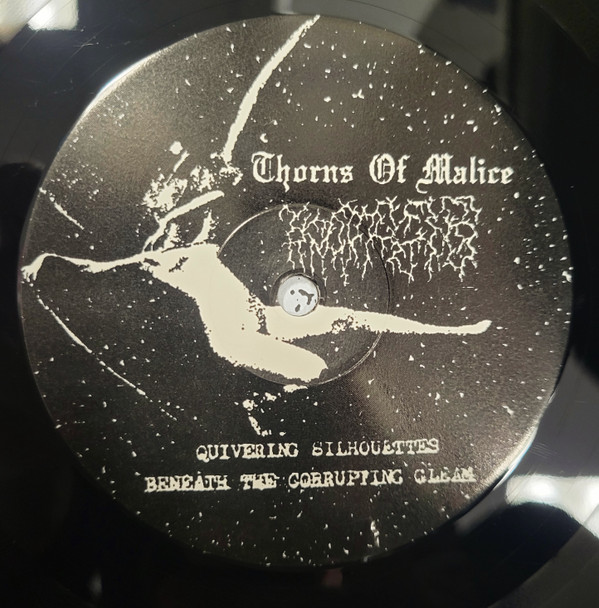 Thorns Of Malice
QUIVERING SILHOUETTES
BENEATH THE CORRUPTING GLEAM